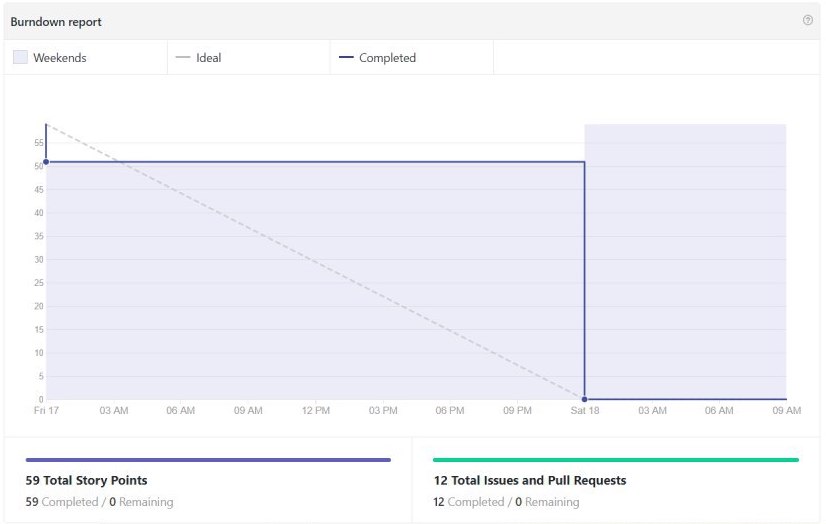 Burndown report
Weekends
Ideal
Completed
55
50
45
40
35
30
25
20
15
10
5
0
Fri 17 03 AM 06 AM 09 AM 12 PM 03 PM 06 PM 09 PM Sat 18 03 AM 06 AM 09 AM
59 Total Story Points
59 Completed / 0 Remaining
12 Total Issues and Pull Requests
12 Completed / 0 Remaining